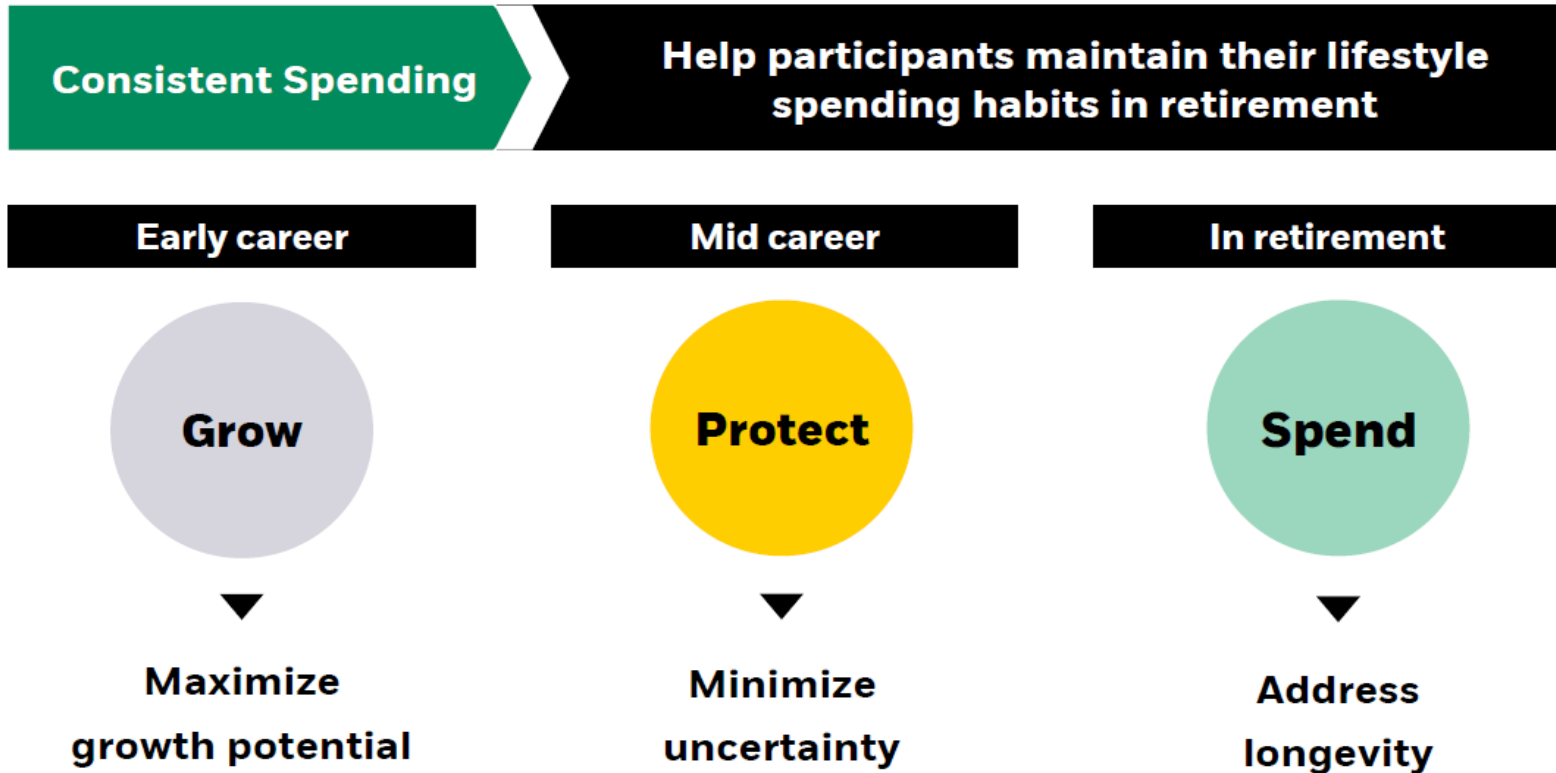 Consistent Spending
Help participants maintain their lifestyle
spending habits in retirement
Early career
Mid career
In retirement
Grow
Protect
Spend
Maximize
growth potential
Minimize
uncertainty
Address
longevity